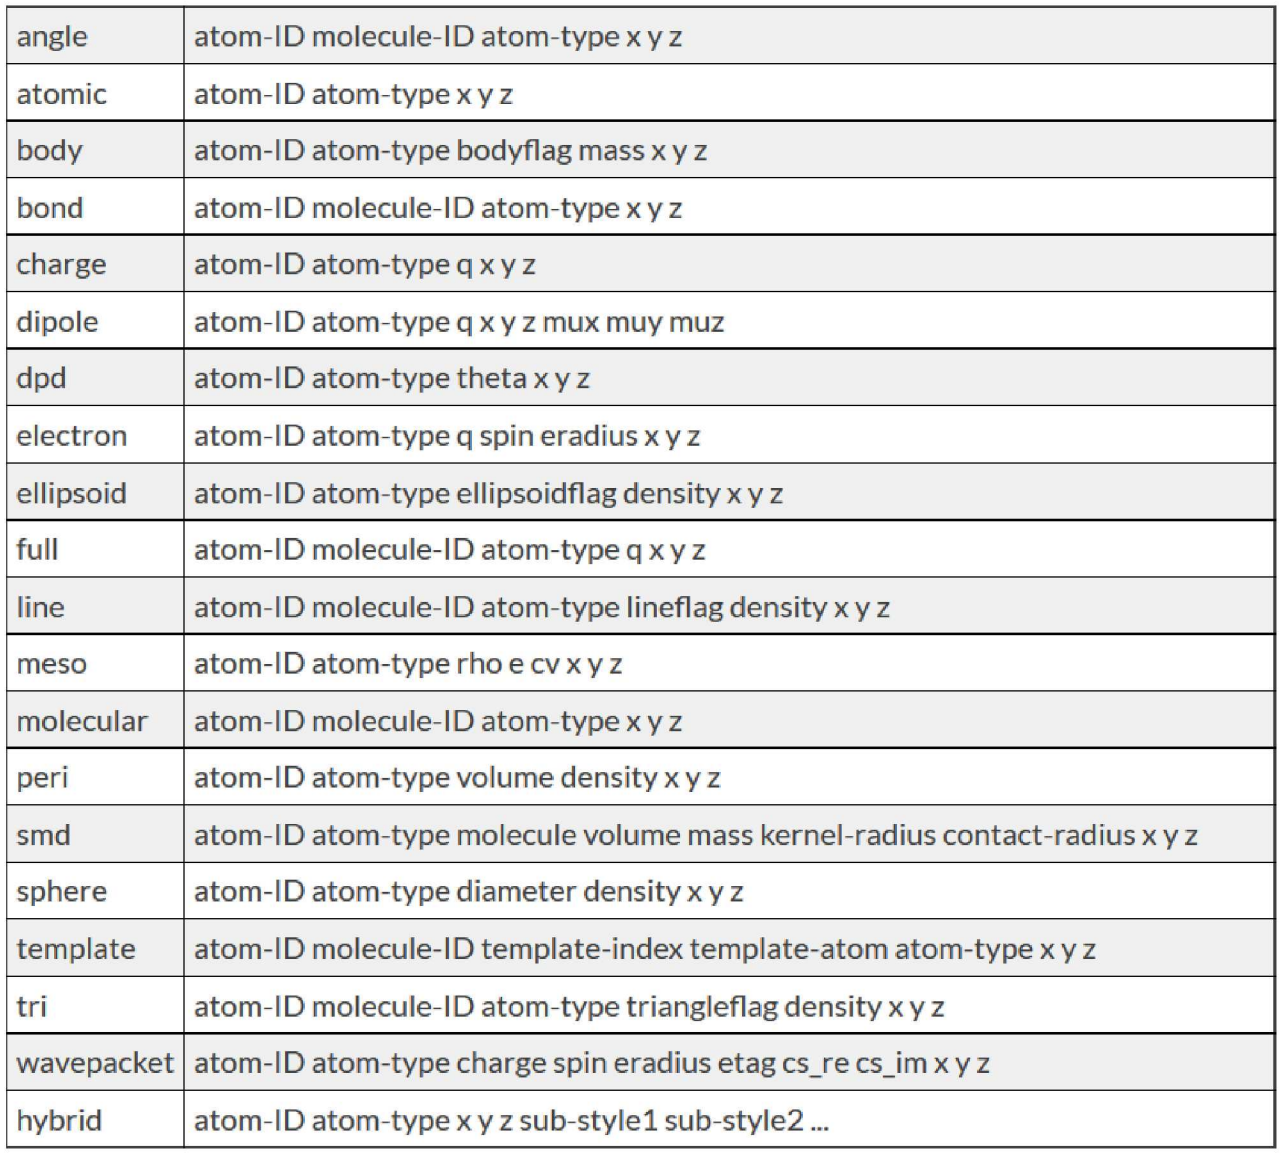 angle atom-ID molecule-ID atom-type x y z
atomic atom-ID atom-type x y z
body atom-ID atom-type bodyflag mass x y z
bond atom-ID molecule-ID atom-type x y z
charge atom-ID atom-type q x y z
dipole atom-ID atom-type q x y z mux muy muz
dpd atom-ID atom-type theta x y z
electron atom-ID atom-type q spin eradius x y z
ellipsoid atom-ID atom-type ellipsoidflag density x y z
full atom-ID molecule-ID atom-type q x y z
line atom-ID molecule-ID atom-type lineflag density x y z
meso atom-ID atom-type rho e cv x y z
molecular atom-ID molecule-ID atom-type x y z
peri atom-ID atom-type volume density x y z
smd atom-ID atom-type molecule volume mass kernel-radius contact-radius x y z
sphere atom-ID atom-type diameter density x y z
template atom-ID molecule-ID template-index template-atom atom-type x y z
tri atom-ID molecule-ID atom-type triangleflag density x y z
wavepacket atom-ID atom-type charge spin eradius etag cs_re cs_im x y z
hybrid atom-ID atom-type x y z sub-style1 sub-style2 ...